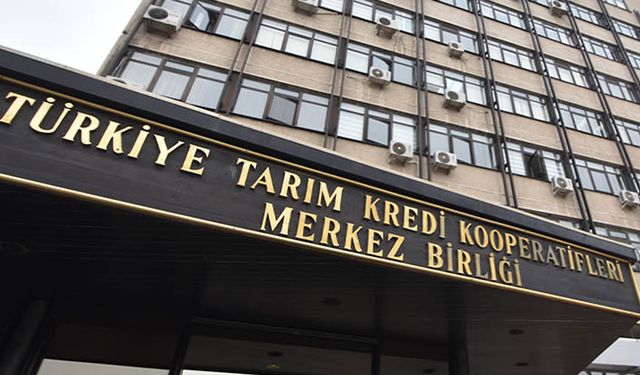 TÜRKİYE TARIM KREDİ KOOPERATİFLERİ
MERKEZ BİRLİĞİ